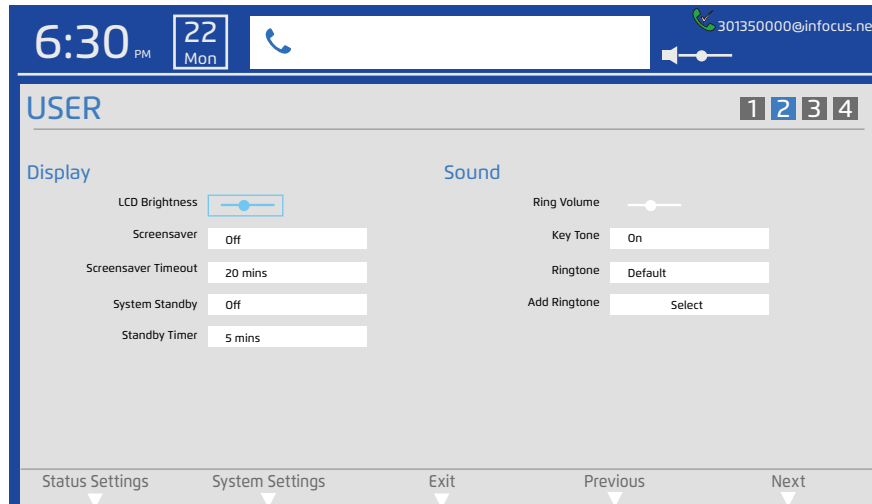 6:30 PM
22
Mon
301350000@infocus.ne
USER
1 2 3 4
Display
LCD Brightness
Screensaver Off
Screensaver Timeout 20 mins
System Standby Off
Standby Timer 5 mins
Sound
Ring Volume
Key Tone On
Ringtone Default
Add Ringtone Select
Status Settings System Settings Exit Previous Next